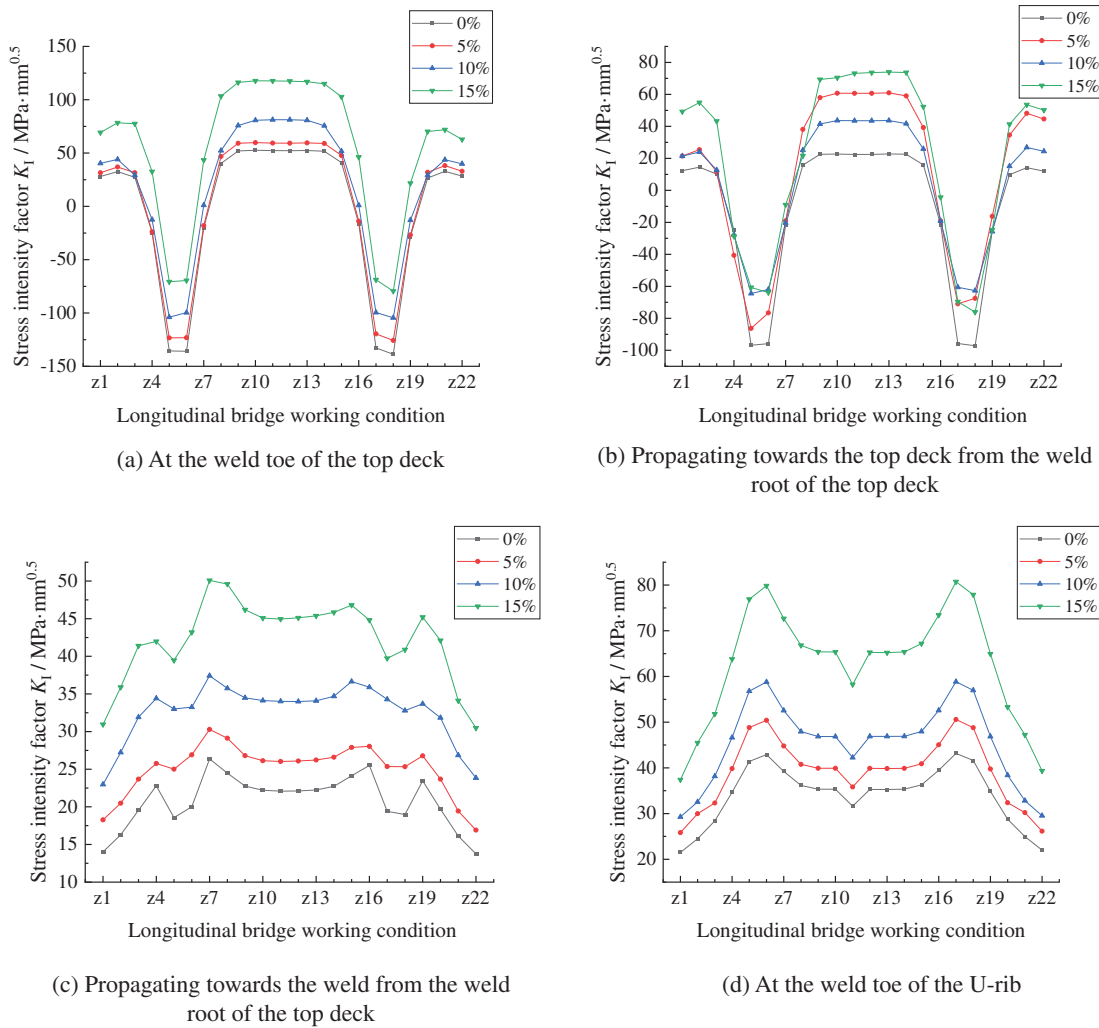 0%
5%
10%
15%
150
100
50
0
-50
-100
-150
Stress intensity factor K_I / MPa·mm^0.5
z1 z4 z7 z10 z13 z16 z19 z22
Longitudinal bridge working condition
(a) At the weld toe of the top deck
0%
5%
10%
15%
80
60
40
20
0
-20
-40
-60
-80
-100
Stress intensity factor K_I / MPa·mm^0.5
z1 z4 z7 z10 z13 z16 z19 z22
Longitudinal bridge working condition
(b) Propagating towards the top deck from the weld
root of the top deck
0%
5%
10%
15%
50
45
40
35
30
25
20
15
10
Stress intensity factor K_I / MPa·mm^0.5
z1 z4 z7 z10 z13 z16 z19 z22
Longitudinal bridge working condition
(c) Propagating towards the weld from the weld
root of the top deck
0%
5%
10%
15%
80
70
60
50
40
30
20
Stress intensity factor K_I / MPa·mm^0.5
z1 z4 z7 z10 z13 z16 z19 z22
Longitudinal bridge working condition
(d) At the weld toe of the U-rib